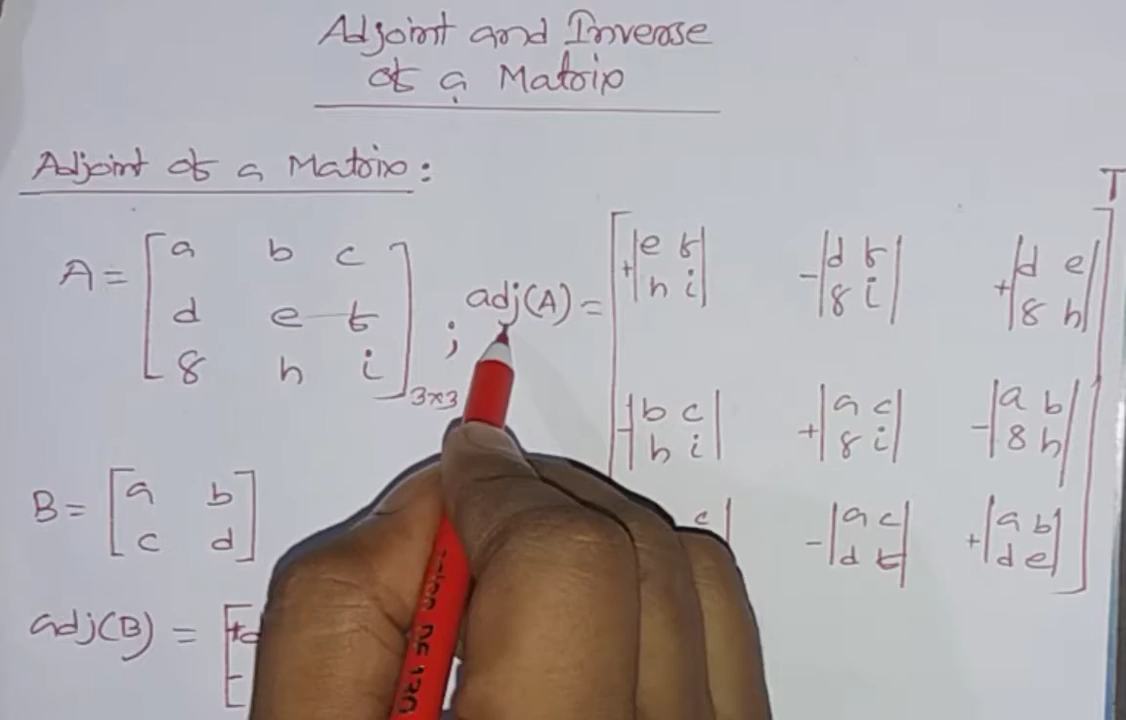 Adjoint and Inverse
of a Matrix
Adjoint of a Matrix:
A = [a b c
d e f
g h i]3x3 ; adj(A) = [+|e f| -|d f| +|d e|
|h i| |g i| |g h|
-|b c| +|a c| -|a b|
|h i| |g i| |g h|
c| -|a c| +|a b|
|d f| |d e|]T
B = [a b
c d]
adj(B) = [+d
-